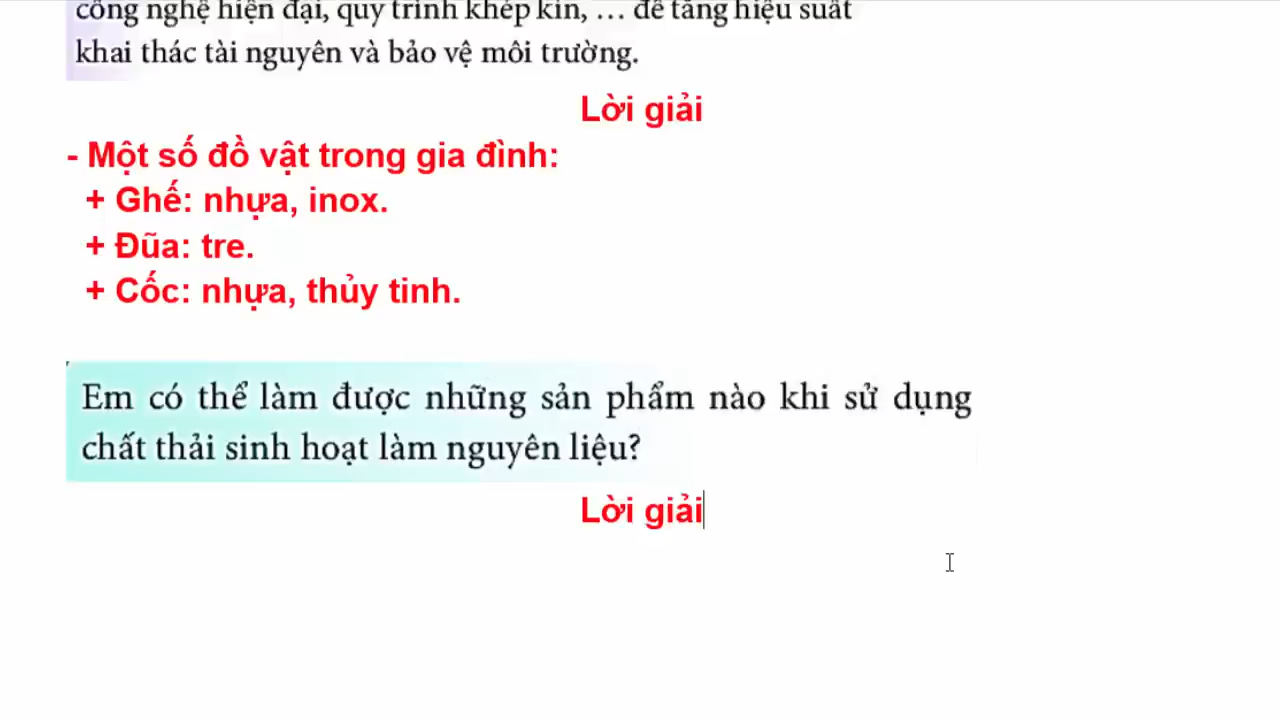 công nghệ hiện đại, quy trình khép kín, … để tăng hiệu suất
khai thác tài nguyên và bảo vệ môi trường.
Lời giải
- Một số đồ vật trong gia đình:
+ Ghế: nhựa, inox.
+ Đũa: tre.
+ Cốc: nhựa, thủy tinh.
Em có thể làm được những sản phẩm nào khi sử dụng
chất thải sinh hoạt làm nguyên liệu?
Lời giải